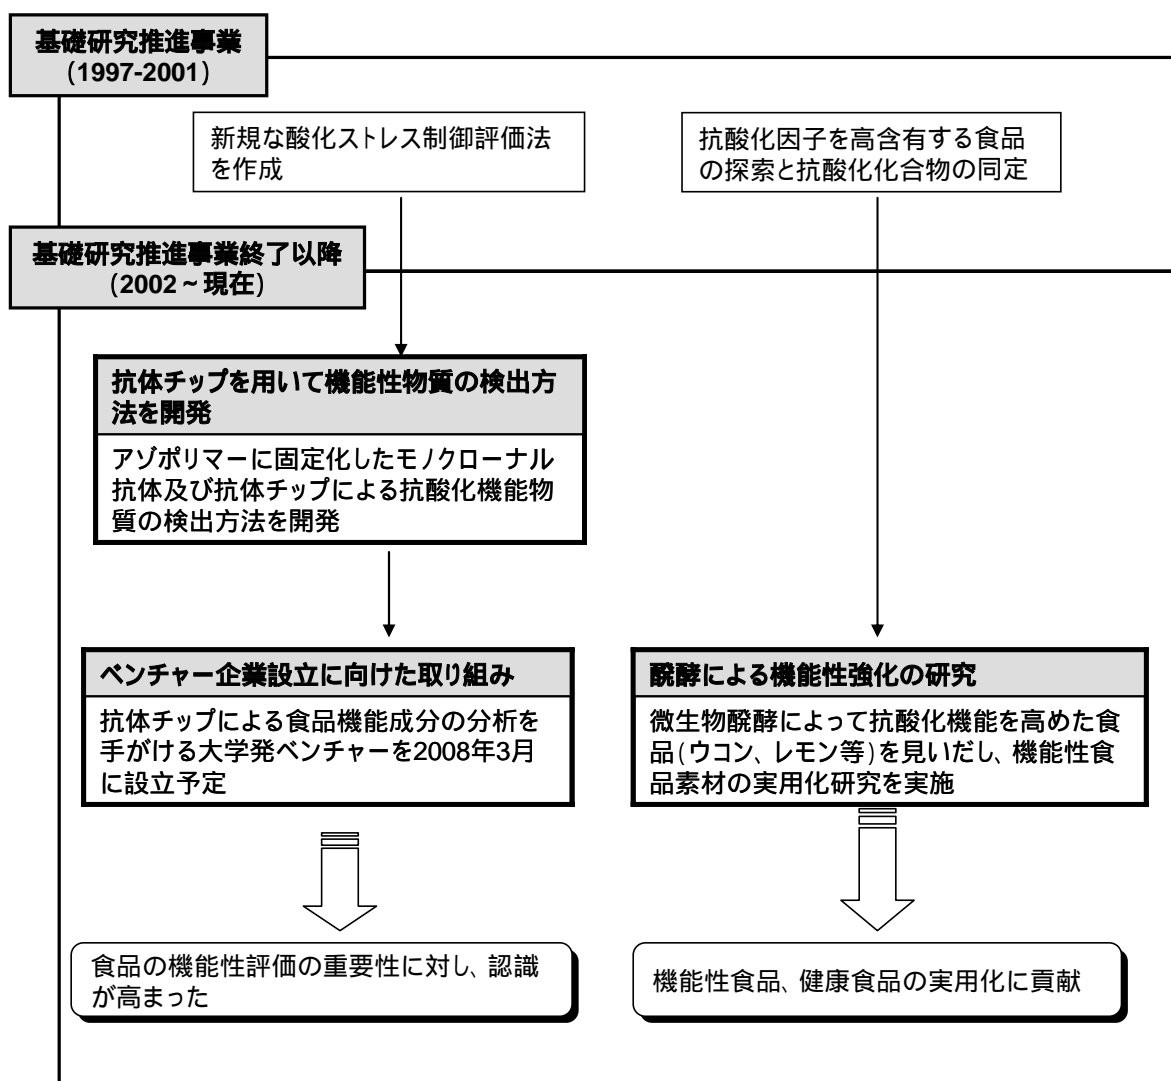 基礎研究推進事業
(1997-2001)
新規な酸化ストレス制御評価法
を作成
抗酸化因子を高含有する食品
の探索と抗酸化化合物の同定
基礎研究推進事業終了以降
(2002~現在)
抗体チップを用いて機能性物質の検出方
法を開発
アゾポリマーに固定化したモノクローナル
抗体及び抗体チップによる抗酸化機能物
質の検出方法を開発
ベンチャー企業設立に向けた取り組み
抗体チップによる食品機能成分の分析を
手がける大学発ベンチャーを2008年3月
に設立予定
醗酵による機能性強化の研究
微生物醗酵によって抗酸化機能を高めた食
品(ウコン、レモン等)を見いだし、機能性食
品素材の実用化研究を実施
食品の機能性評価の重要性に対し、認識
が高まった
機能性食品、健康食品の実用化に貢献